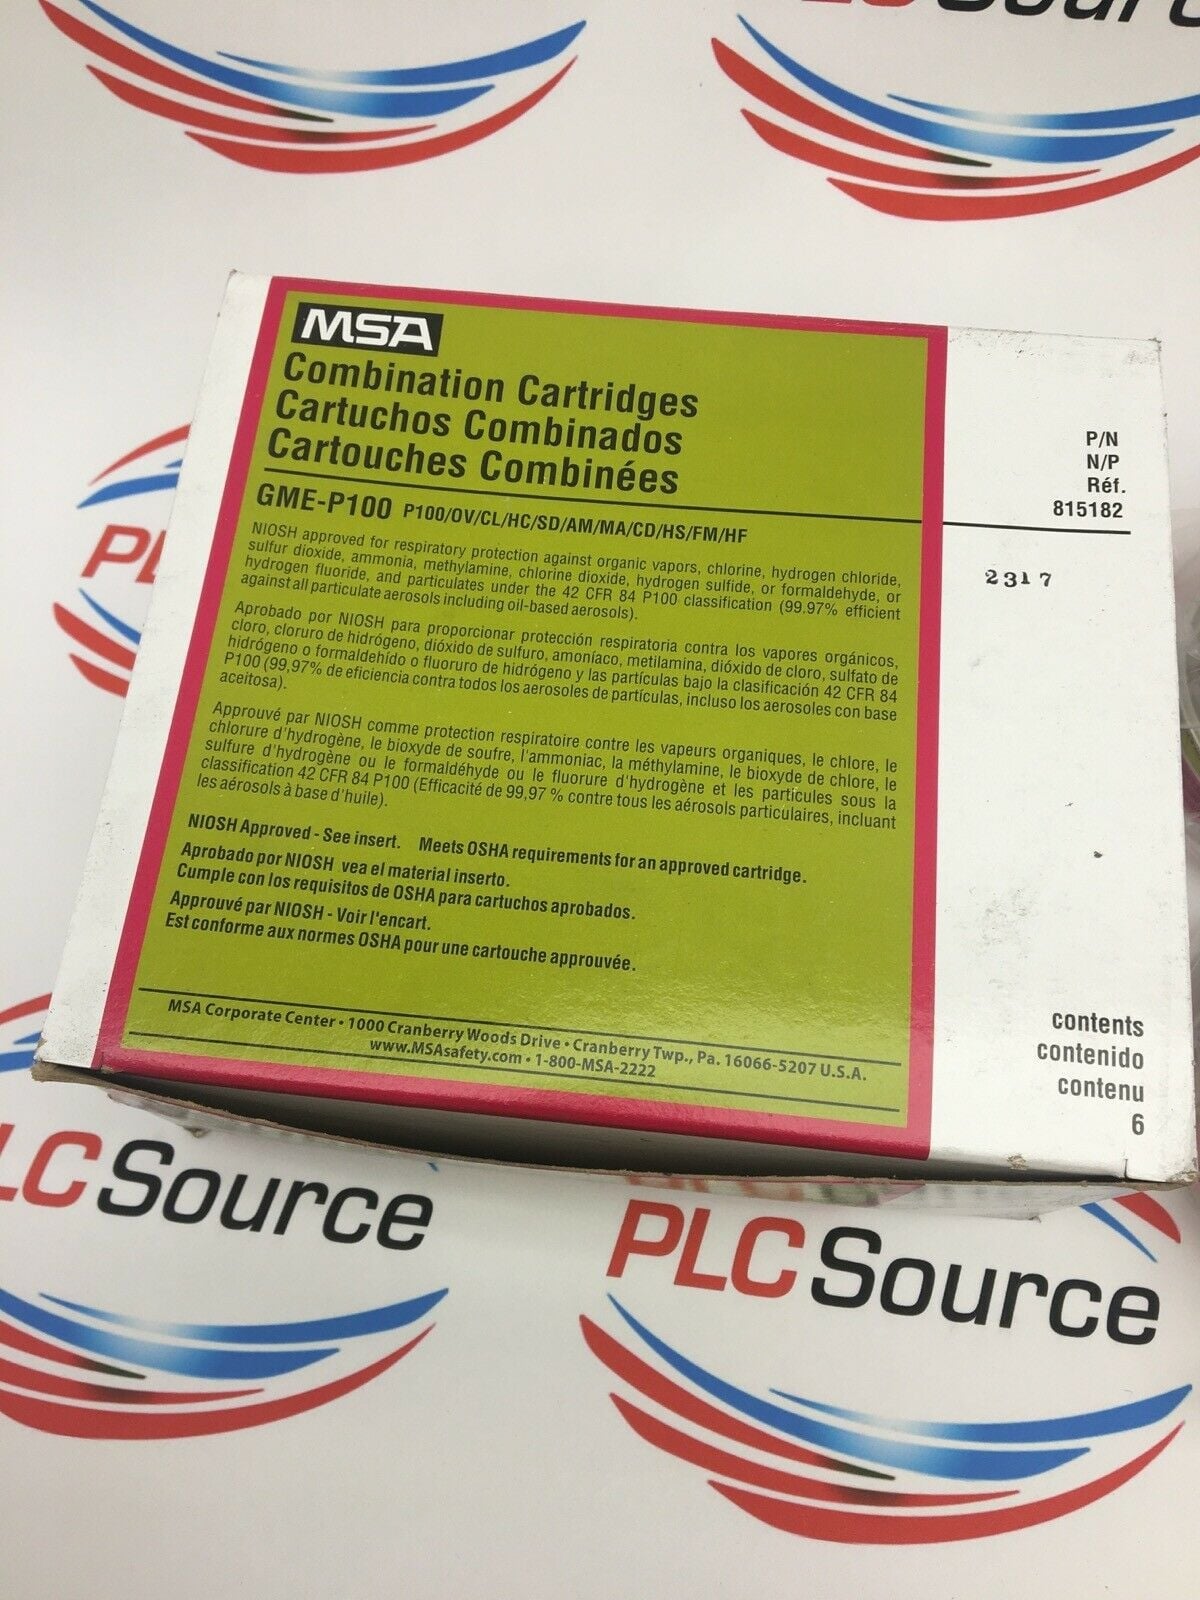 Source
MSA
Combination Cartridges
Cartuchos Combinados
Cartouches Combinées
GME-P100 P100/OV/CL/HC/SD/AM/MA/CD/HS/FM/HF
NIOSH approved for respiratory protection against organic vapors, chlorine, hydrogen chloride,
sulfur dioxide, ammonia, methylamine, chlorine dioxide, hydrogen sulfide, or formaldehyde, or
hydrogen fluoride, and particulates under the 42 CFR 84 P100 classification (99.97% efficient
against all particulate aerosols including oil-based aerosols).
Aprobado por NIOSH para proporcionar protección respiratoria contra los vapores orgánicos,
cloro, cloruro de hidrógeno, dióxido de sulfuro, amoníaco, metilamina, dióxido de cloro, sulfato de
hidrógeno o formaldehído o fluoruro de hidrógeno y las partículas bajo la clasificación 42 CFR 84
P100 (99,97% de eficiencia contra todos los aerosoles de partículas, incluso los aerosoles con base
aceitosa).
Approuvé par NIOSH comme protection respiratoire contre les vapeurs organiques, le chlore, le
chlorure d'hydrogène, le bioxyde de soufre, l'ammoniac, la méthylamine, le bioxyde de chlore, le
sulfure d'hydrogène ou le formaldéhyde ou le fluorure d'hydrogène et les particules sous la
classification 42 CFR 84 P100 (Efficacité de 99,97 % contre tous les aérosols particulaires, incluant
les aérosols à base d'huile).
NIOSH Approved - See insert. Meets OSHA requirements for an approved cartridge.
Aprobado por NIOSH vea el material inserto.
Cumple con los requisitos de OSHA para cartuchos aprobados.
Approuvé par NIOSH - Voir l'encart.
Est conforme aux normes OSHA pour une cartouche approuvée.
MSA Corporate Center • 1000 Cranberry Woods Drive • Cranberry Twp., Pa. 16066-5207 U.S.A.
www.MSAsafety.com • 1-800-MSA-2222
P/N
N/P
Réf.
815182
2317
contents
contenido
contenu
6
PL
LC Source
PLC Source